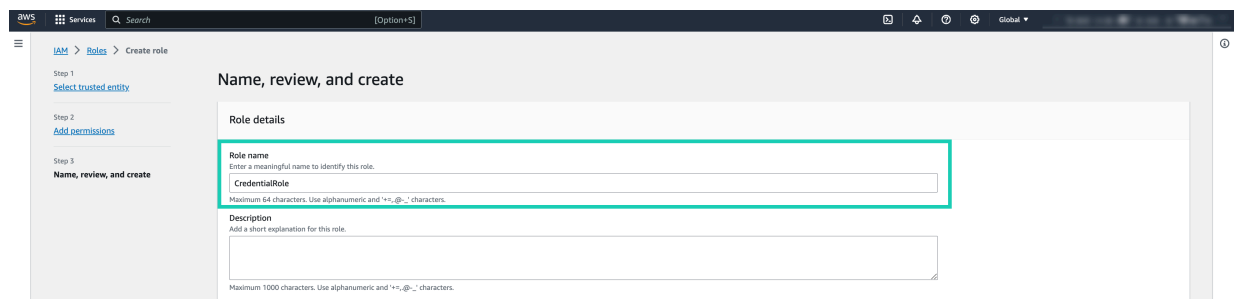 aws Services Search [Option+S] Global
IAM > Roles > Create role
Step 1
Select trusted entity
Step 2
Add permissions
Step 3
Name, review, and create
Name, review, and create
Role details
Role name
Enter a meaningful name to identify this role.
CredentialRole
Maximum 64 characters. Use alphanumeric and '+=,.@-_' characters.
Description
Add a short explanation for this role.
Maximum 1000 characters. Use alphanumeric and '+=,.@-_' characters.